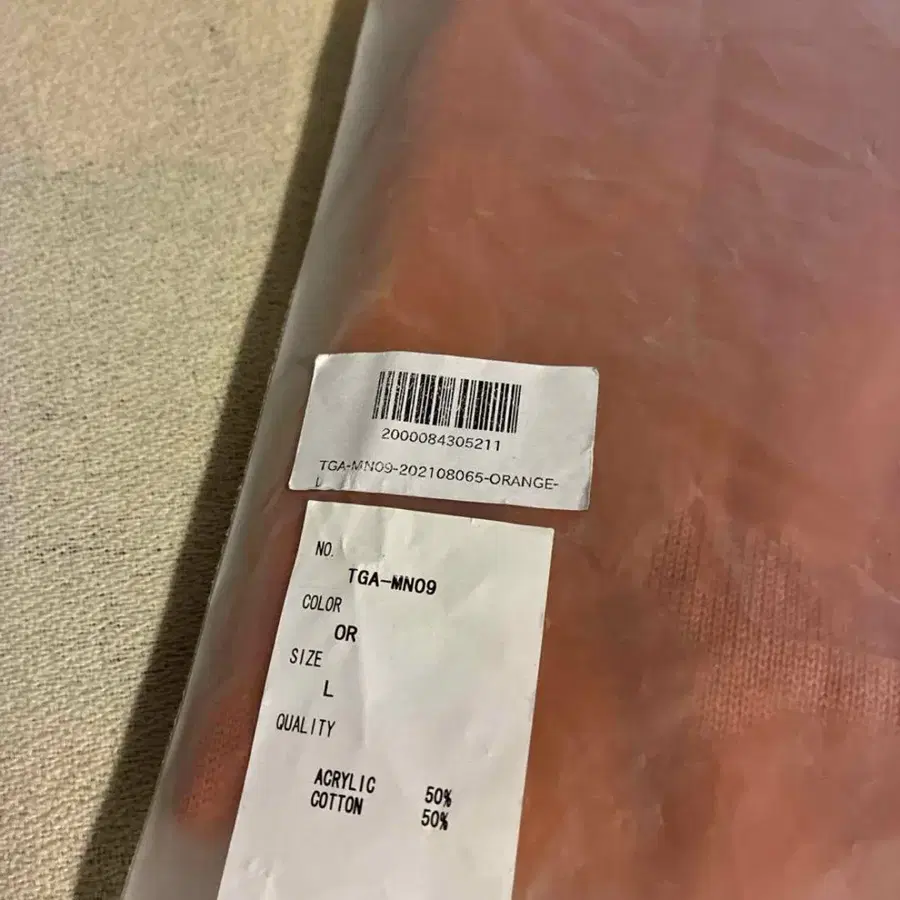 2000084305211
TGA-MN09-202108065-ORANGE-
L
NO.
TGA-MN09
COLOR
OR
SIZE
L
QUALITY
ACRYLIC 50%
COTTON 50%